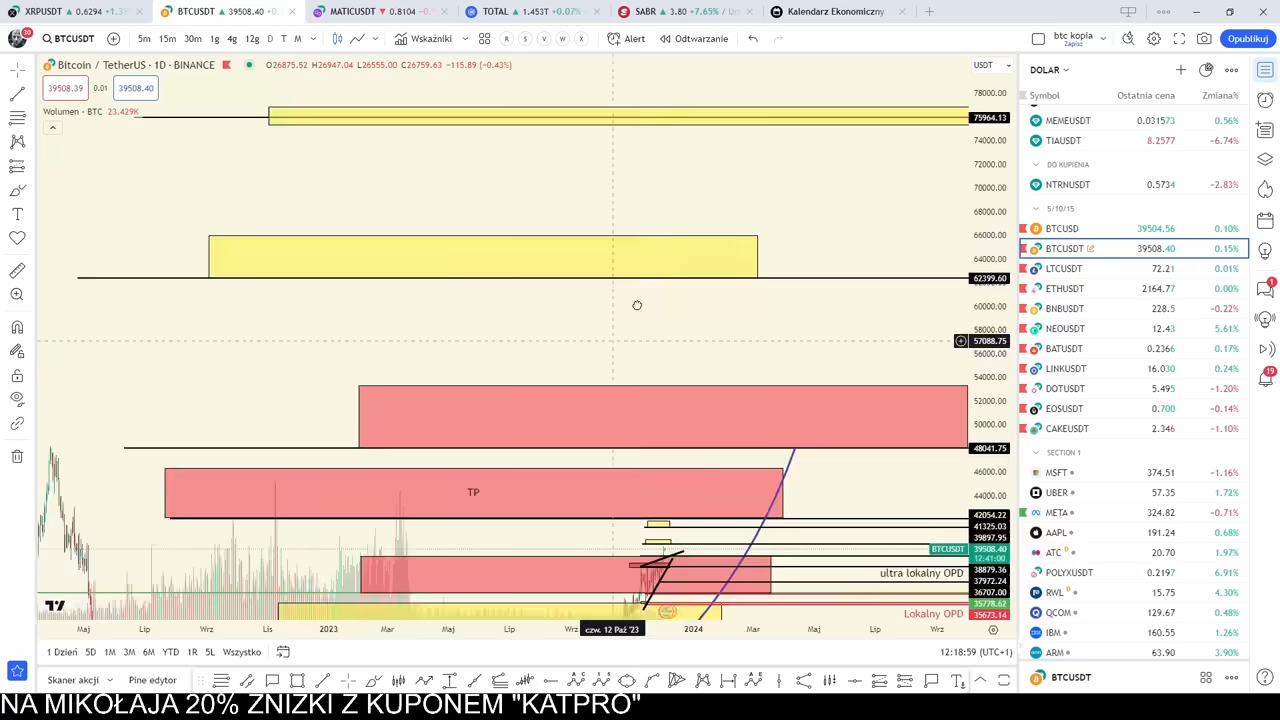 XRPUSDT ▲ 0.6294 +1.3
BTCUSDT ▲ 39508.40 +0.
MATICUSDT ▼ 0.8104
TOTAL ▲ 1.453T +0.07%
SABR ▲ 3.80 +7.65% / Un
Kalendarz Ekonomiczny
30
BTCUSDT
5m 15m 30m 1g 4g 12g D T M
Wskaźniki
R S V W X
Alert
Odtwarzanie
btc kopia
Zapisz
Opublikuj
Bitcoin / TetherUS · 1D · BINANCE
O26875.52 H26947.04 L26555.00 C26759.63 −115.89 (−0.43%)
USDT
39508.39
0.01
39508.40
Wolumen · BTC 23.429K
78000.00
75964.13
74000.00
72000.00
70000.00
68000.00
66000.00
64000.00
62399.60
60000.00
58000.00
57088.75
56000.00
54000.00
52000.00
50000.00
48041.75
46000.00
44000.00
TP
42054.22
41325.03
39897.95
BTCUSDT 39508.40
12:41:00
38879.36
ultra lokalny OPD
37972.24
36707.00
35778.62
Lokalny OPD
35673.14
Maj Lip Wrz Lis 2023 Mar Maj Lip Wrz czw. 12 Paź '23 2024 Mar Maj Lip Wrz
1 Dzień 5D 1M 3M 6M YTD 1R 5L Wszystko
12:18:59 (UTC+1)
Skaner akcji
Pine edytor
DOLAR
Symbol Ostatnia cena Zmiana%
MEMEUSDT 0.031573 0.56%
TIAUSDT 8.2577 −6.74%
DO KUPIENIA
NTRNUSDT 0.5734 −2.83%
5/10/15
BTCUSD 39504.56 0.10%
BTCUSDT 39508.40 0.15%
LTCUSDT 72.21 0.01%
ETHUSDT 2164.77 0.00%
BNBUSDT 228.5 −0.22%
NEOUSDT 12.43 5.61%
BATUSDT 0.2366 0.17%
LINKUSDT 16.030 0.24%
DOTUSDT 5.495 −1.20%
EOSUSDT 0.700 −0.14%
CAKEUSDT 2.346 −1.10%
SECTION 1
MSFT 374.51 −1.16%
UBER 57.35 1.72%
META 324.82 −0.71%
AAPL 191.24 0.68%
ATC D 20.70 1.97%
POLYXUSDT 0.2197 6.91%
RWL D 15.75 4.30%
QCOM 129.67 0.48%
IBM 160.55 1.26%
ARM 63.90 3.90%
BTCUSDT
1
19
NA MIKOŁAJA 20% ZNIZKI Z KUPONEM "KATPRO"